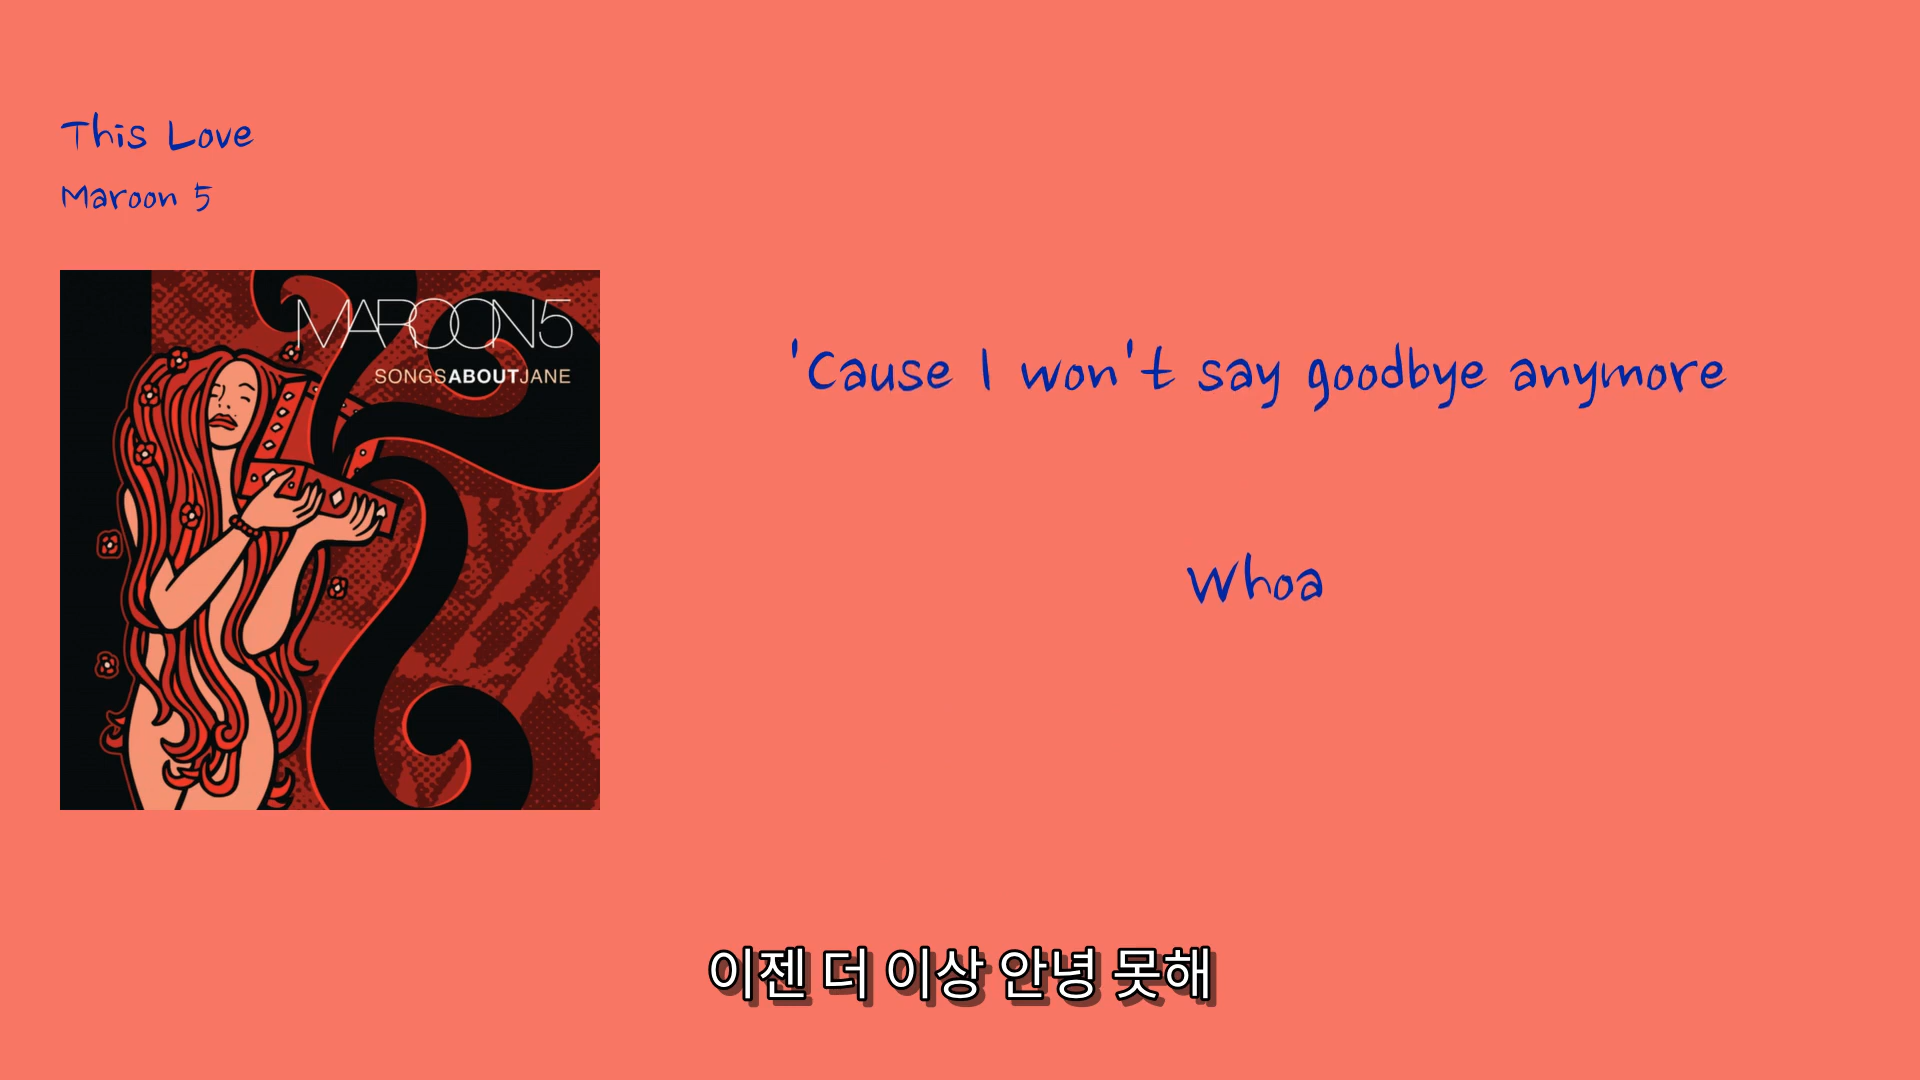 This Love
Maroon 5
MAROON5
SONGSABOUTJANE
'Cause I won't say goodbye anymore
Whoa
이젠 더 이상 안녕 못해